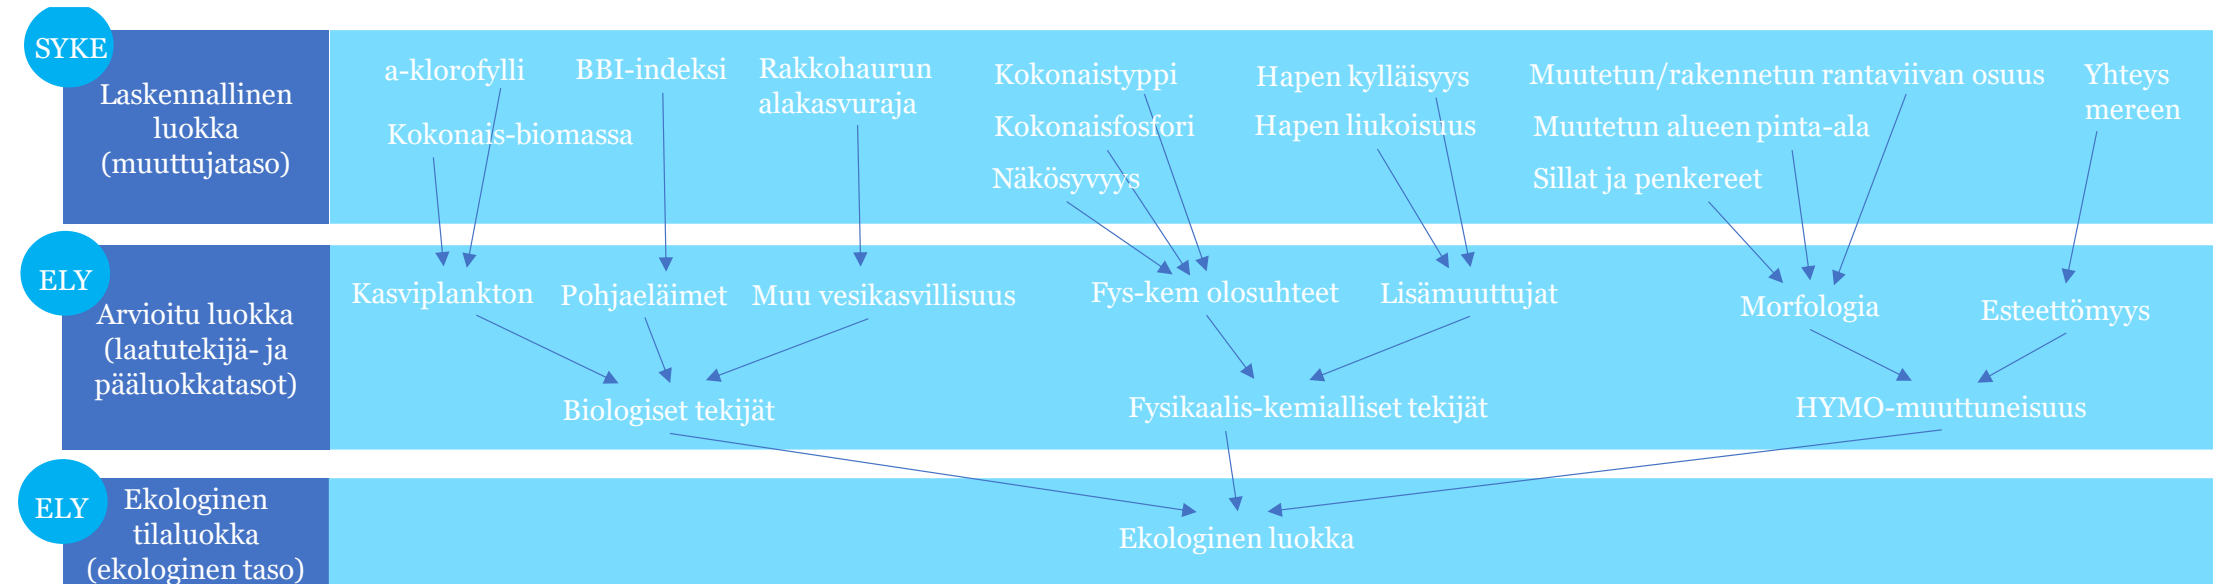 SYKE
Laskennallinen
luokka
(muuttujataso)
a-klorofylli
Kokonais-biomassa
BBI-indeksi
Rakkohaurun
alakasvuraja
Kokonaistyppi
Kokonaisfosfori
Näkösyvyys
Hapen kylläisyys
Hapen liukoisuus
Muutetun/rakennetun rantaviivan osuus
Muutetun alueen pinta-ala
Sillat ja penkereet
Yhteys
mereen
ELY
Arvioitu luokka
(laatutekijä- ja
pääluokkatasot)
Kasviplankton
Pohjaeläimet
Muu vesikasvillisuus
Fys-kem olosuhteet
Lisämuuttujat
Morfologia
Esteettömyys
Biologiset tekijät
Fysikaalis-kemialliset tekijät
HYMO-muuttuneisuus
ELY
Ekologinen
tilaluokka
(ekologinen taso)
Ekologinen luokka